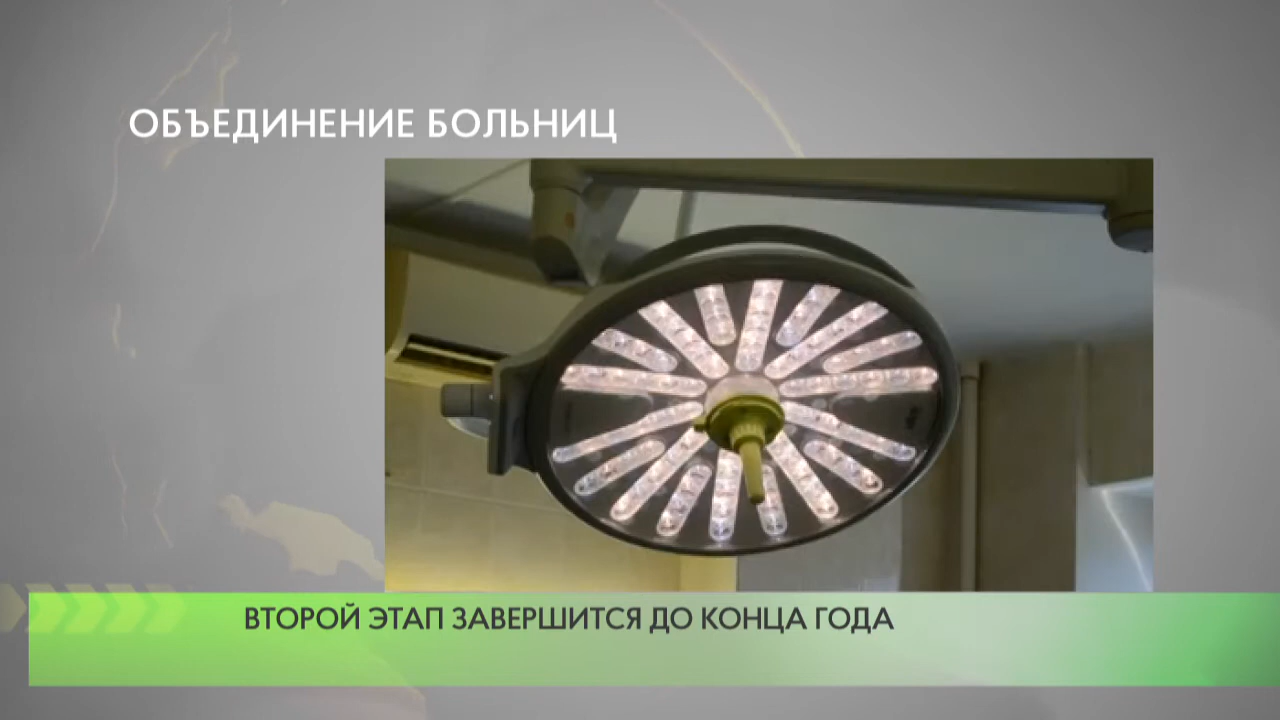 ОБЪЕДИНЕНИЕ БОЛЬНИЦ
ВТОРОЙ ЭТАП ЗАВЕРШИТСЯ ДО КОНЦА ГОДА